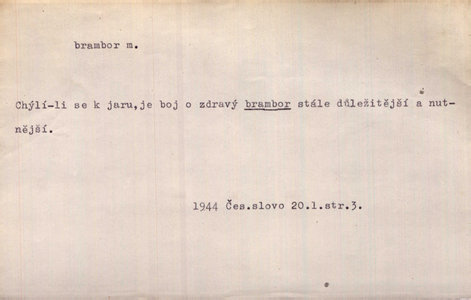 brambor m.
Chýlí-li se k jaru,je boj o zdravý brambor stále důležitější a nut-
nější.
1944 Čes.slovo 20.1.str.3.